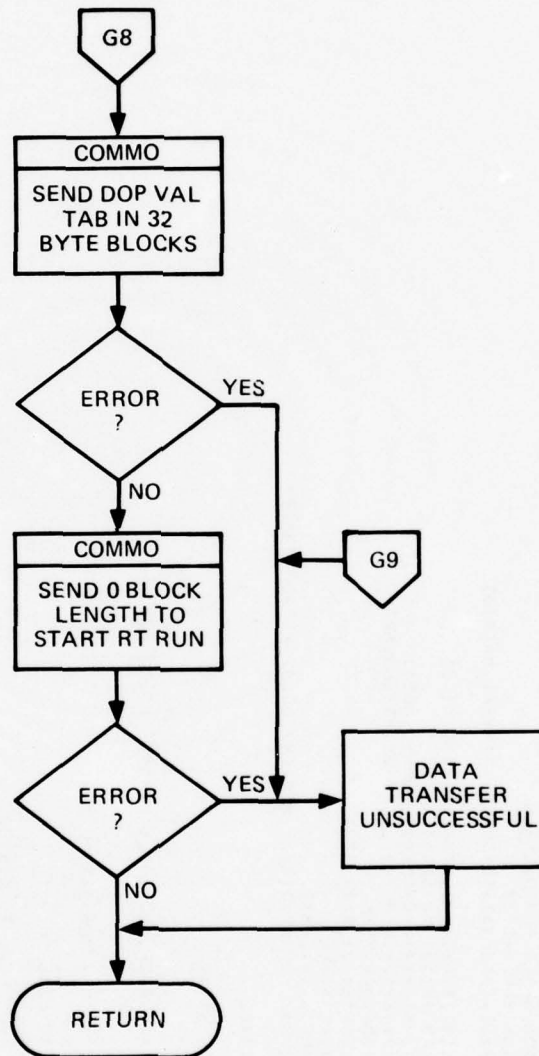 G8
COMMO
SEND DOP VAL
TAB IN 32
BYTE BLOCKS
ERROR
?
YES
NO
COMMO
SEND 0 BLOCK
LENGTH TO
START RT RUN
G9
ERROR
?
YES
NO
DATA
TRANSFER
UNSUCCESSFUL
RETURN